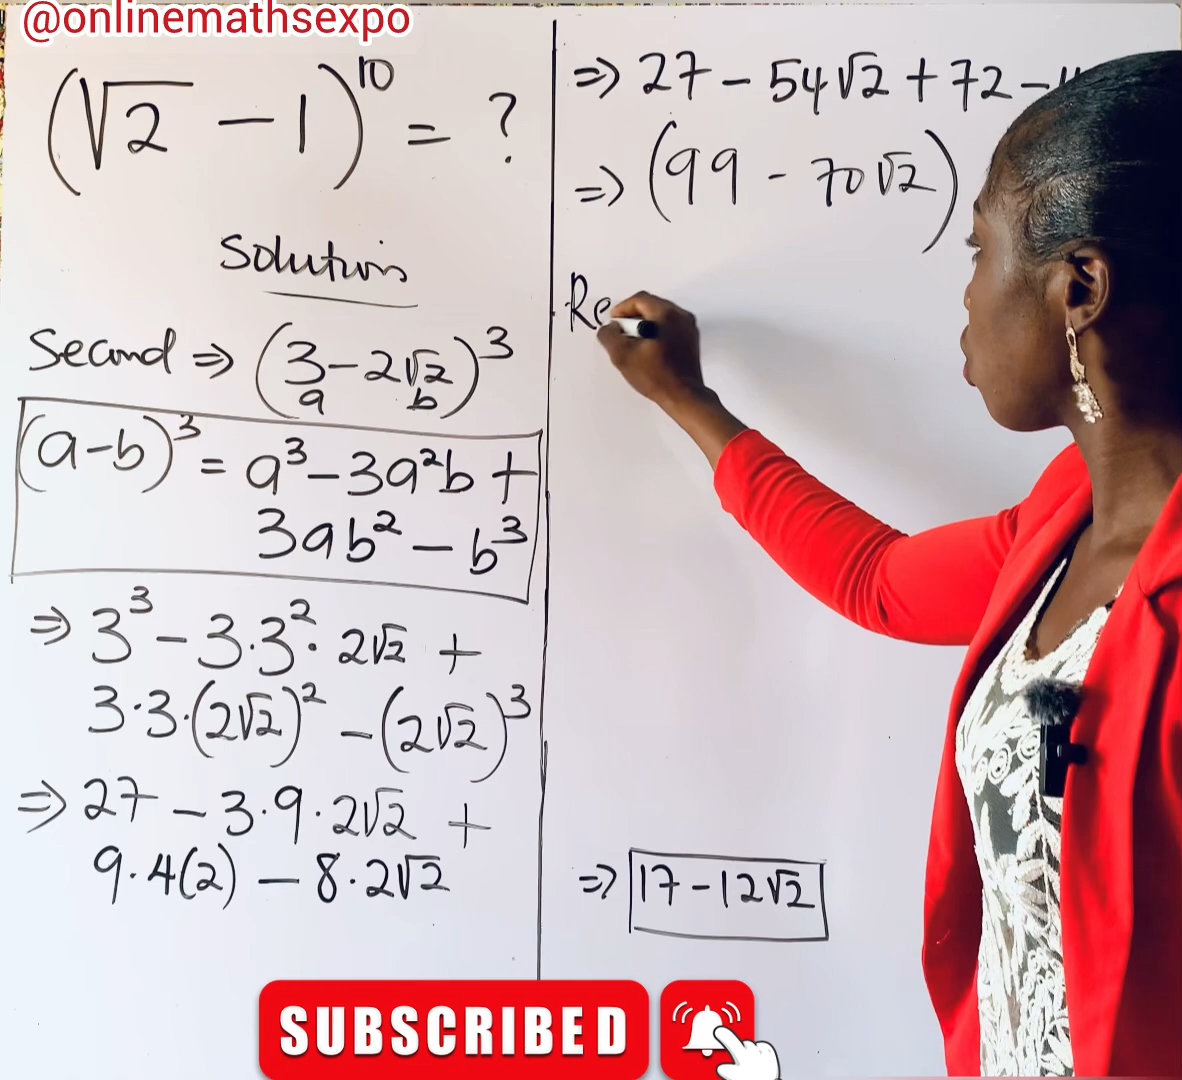 @onlinemathsexpo
(√2 - 1)^10 = ?
Solution
Second ⇒ (3 - 2√2)^3
a b
(a-b)^3 = a^3 - 3a^2b +
3ab^2 - b^3
⇒ 3^3 - 3·3^2·2√2 +
3·3·(2√2)^2 - (2√2)^3
⇒ 27 - 3·9·2√2 +
9·4(2) - 8·2√2
⇒ 27 - 54√2 + 72 -
⇒ (99 - 70√2)
Re
⇒ 17 - 12√2
SUBSCRIBED